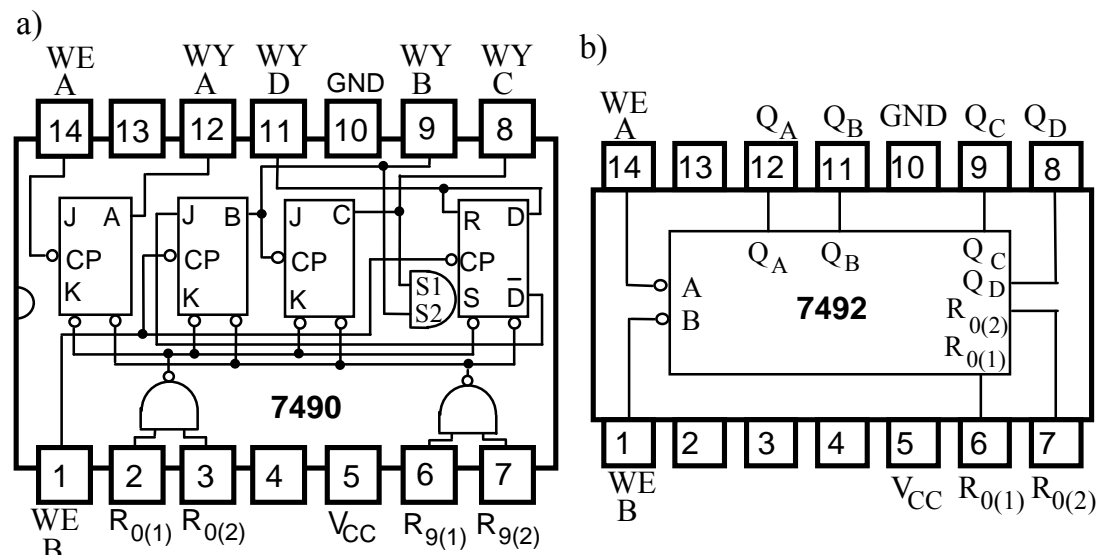 a)
WE WY WY WY WY
A A D GND B C
14 13 12 11 10 9 8
J A J B J C R D
CP CP CP CP
K K K S D̅
S1
S2
7490
1 2 3 4 5 6 7
WE B R0(1) R0(2) VCC R9(1) R9(2)
b)
WE A QA QB GND QC QD
14 13 12 11 10 9 8
QA QB QC
QD
7492
A
B
R0(2)
R0(1)
1 2 3 4 5 6 7
WE B VCC R0(1) R0(2)